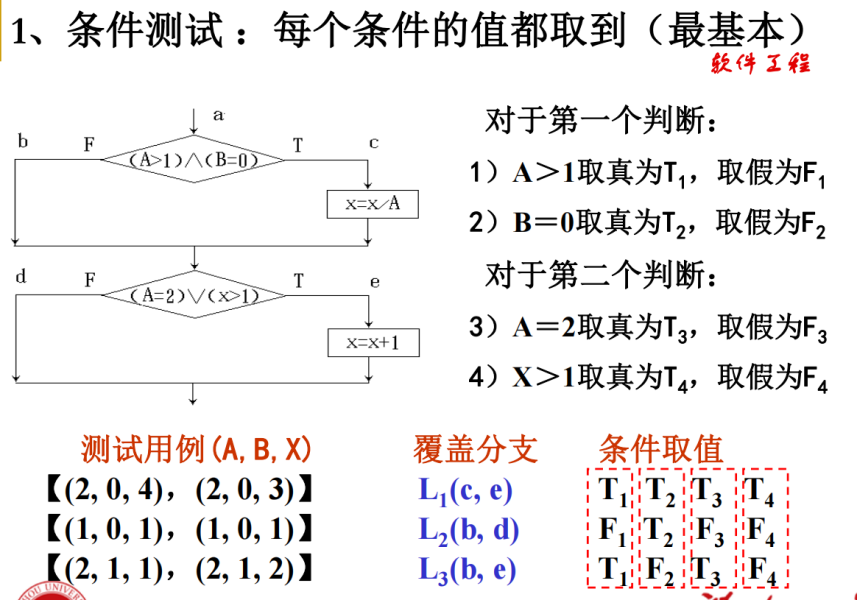 1、条件测试：每个条件的值都取到（最基本）
软件工程
a
b F (A>1)∧(B=0) T c
x=x/A
d F (A=2)∨(x>1) T e
x=x+1
对于第一个判断：
1）A＞1取真为T₁，取假为F₁
2）B＝0取真为T₂，取假为F₂
对于第二个判断：
3）A＝2取真为T₃，取假为F₃
4）X＞1取真为T₄，取假为F₄
测试用例(A,B,X) 覆盖分支 条件取值
【(2, 0, 4)，(2, 0, 3)】 L₁(c, e) T₁ T₂ T₃ T₄
【(1, 0, 1)，(1, 0, 1)】 L₂(b, d) F₁ T₂ F₃ F₄
【(2, 1, 1)，(2, 1, 2)】 L₃(b, e) T₁ F₂ T₃ F₄